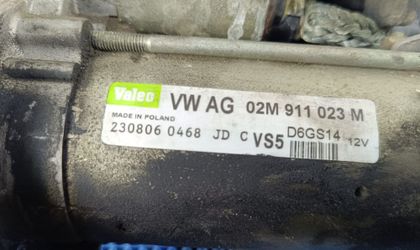 Valeo VW AG 02M 911 023 M
MADE IN POLAND
230806 0468 JD C VS5 D6GS14 12V